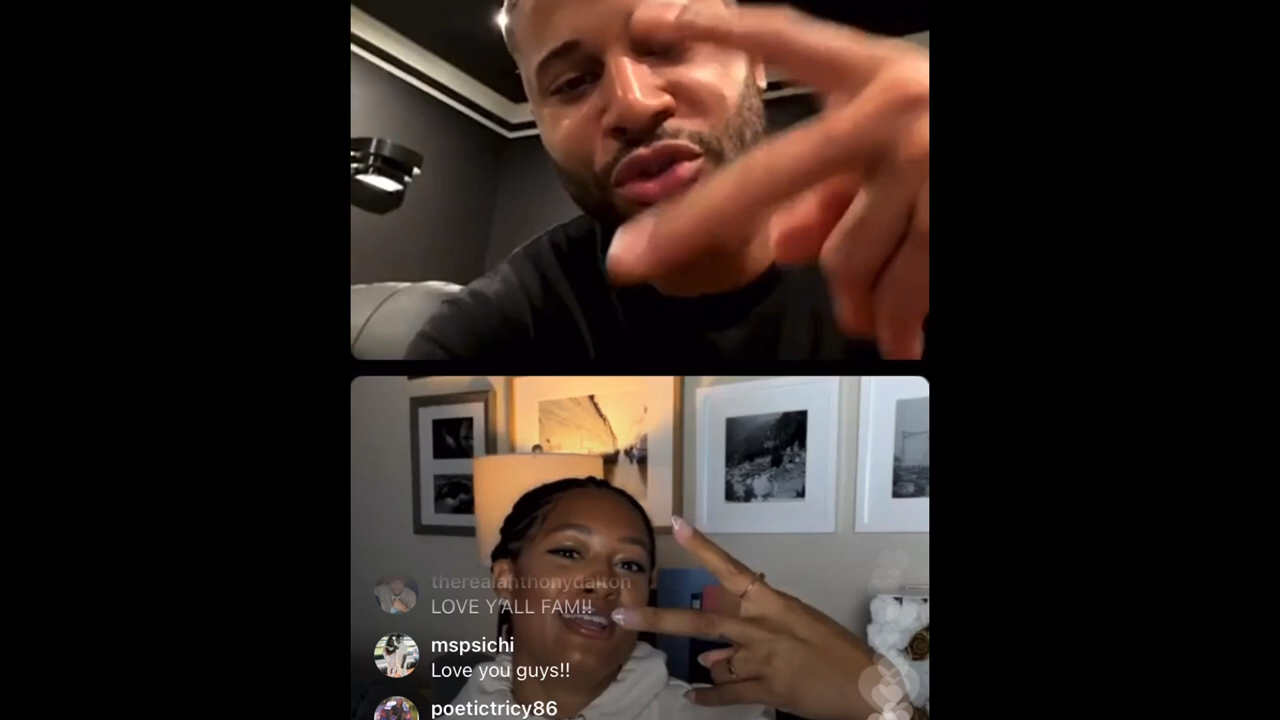 therealanthonydalton
LOVE Y'ALL FAM!!
mspsichi
Love you guys!!
poetictricy86